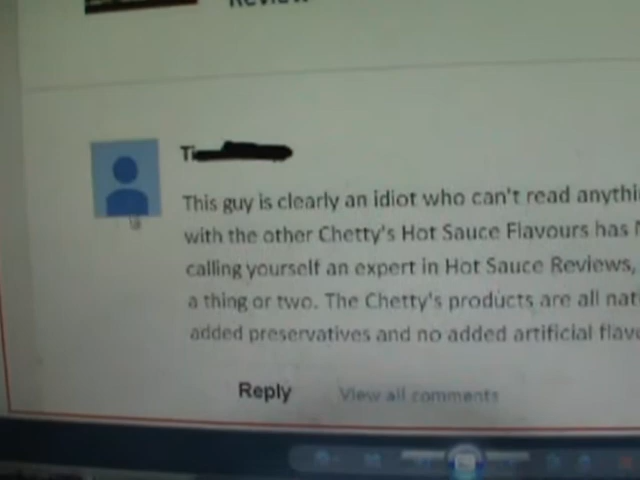 Review
Ti
This guy is clearly an idiot who can't read anythi
with the other Chetty's Hot Sauce Flavours has
calling yourself an expert in Hot Sauce Reviews,
a thing or two. The Chetty's products are all nat
added preservatives and no added artificial flav
Reply
View all comments